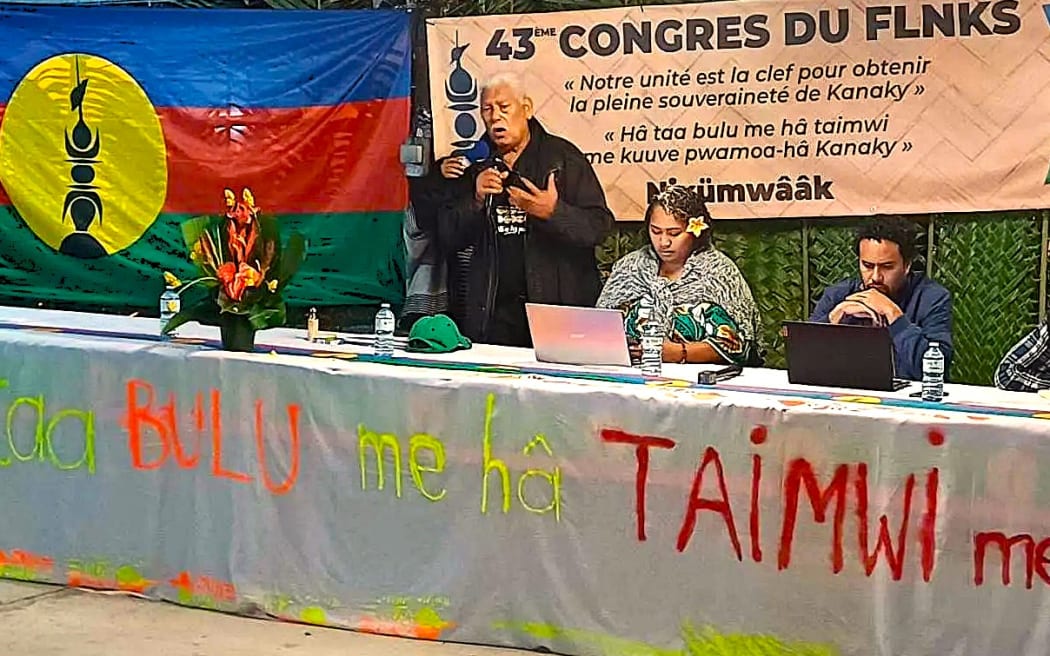 43ÈME CONGRES DU FLNKS
« Notre unité est la clef pour obtenir
la pleine souveraineté de Kanaky »
« Hâ taa bulu me hâ taimwi
me kuuve pwamoa-hâ Kanaky »
taa BULU me hâ TAiMWi me